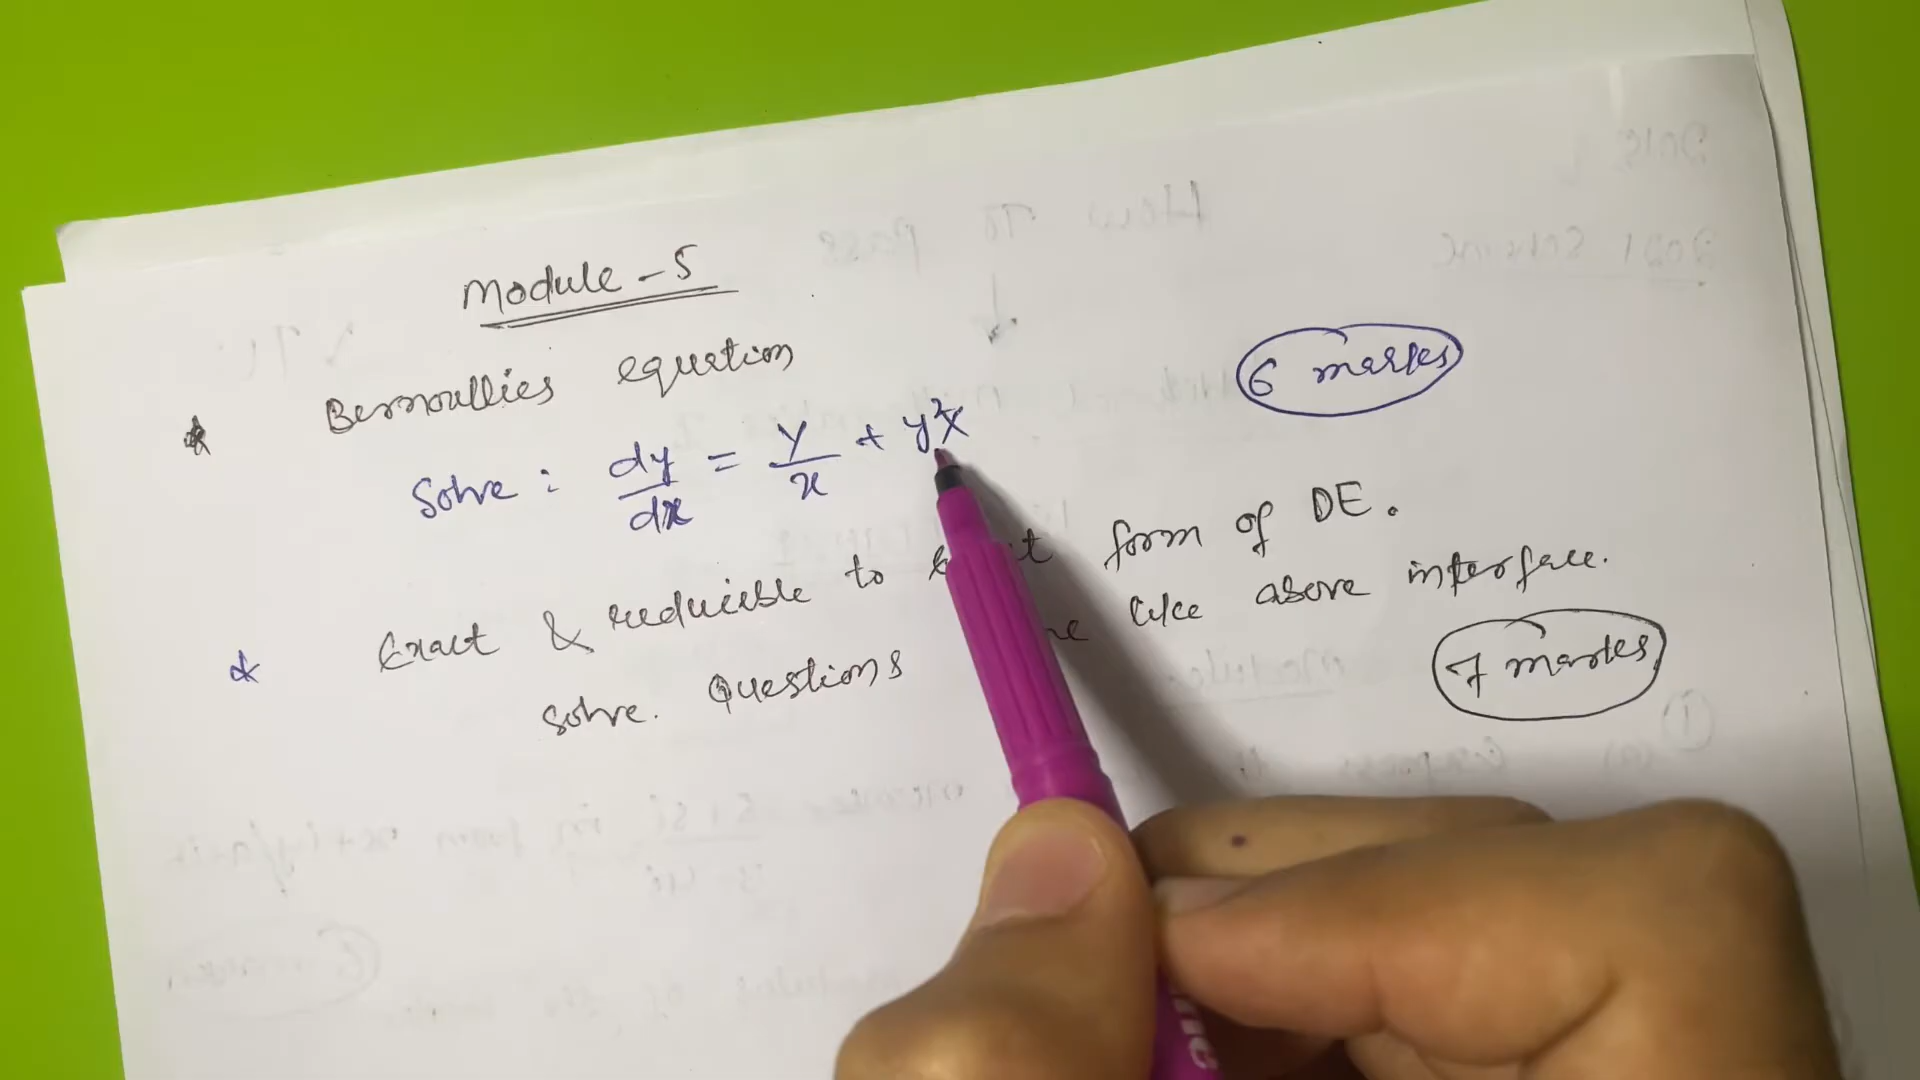 Module - 5
Bernoullies equation
6 marks
Solve : dy/dx = y/x + y²x
Exact & reducible to form of DE.
solve. Questions like above interface.
7 marks